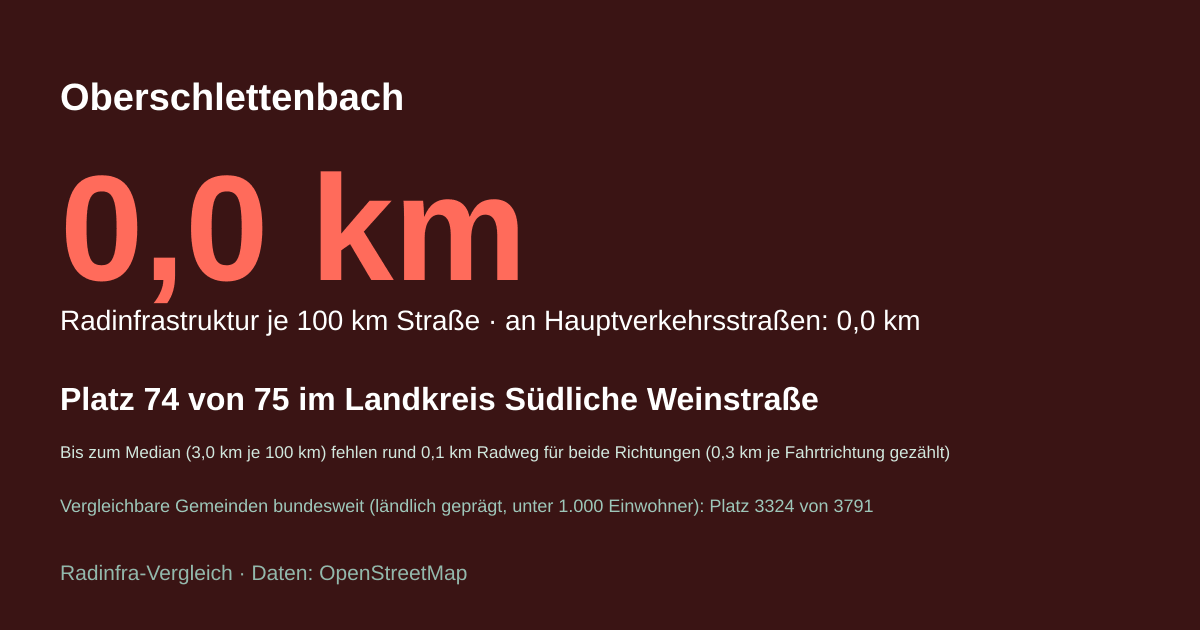 Oberschlettenbach
0,0 km
Radinfrastruktur je 100 km Straße · an Hauptverkehrsstraßen: 0,0 km
Platz 74 von 75 im Landkreis Südliche Weinstraße
Bis zum Median (3,0 km je 100 km) fehlen rund 0,1 km Radweg für beide Richtungen (0,3 km je Fahrtrichtung gezählt)
Vergleichbare Gemeinden bundesweit (ländlich geprägt, unter 1.000 Einwohner): Platz 3324 von 3791
Radinfra-Vergleich · Daten: OpenStreetMap